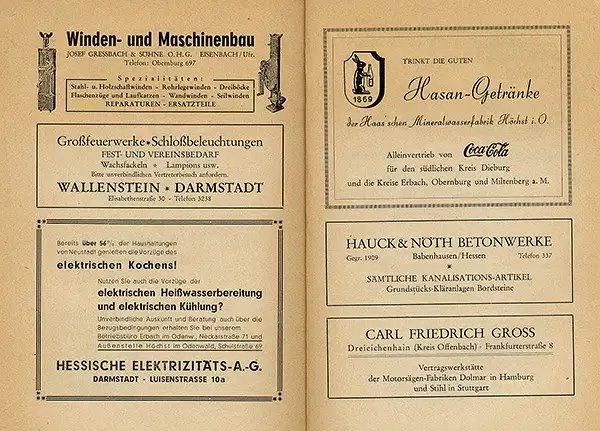 Winden- und Maschinenbau
JOSEF GRESSBACH & SÖHNE O.H.G. EISENBACH/Ufr.
Telefon: Obernburg 697
Spezialitäten:
Stahl- u. Holzschaftwinden - Rohrlegewinden - Dreiböcke
Flaschenzüge und Laufkatzen - Wandwinden - Seilwinden
REPARATUREN - ERSATZTEILE
Großfeuerwerke * Schloßbeleuchtungen
FEST- UND VEREINSBEDARF
Wachsfackeln * Lampions usw.
Bitte unverbindlichen Vertreterbesuch anfordern.
WALLENSTEIN * DARMSTADT
Elisabethenstraße 30 - Telefon 3238
Bereits über 56% der Haushaltungen
von Neustadt genießen die Vorzüge des
elektrischen Kochens!
Nutzen Sie auch die Vorzüge der
elektrischen Heißwasserbereitung
und elektrischen Kühlung?
Unverbindliche Auskunft und Beratung auch über die
Bezugsbedingungen erhalten Sie bei unserem
Betriebsbüro Erbach im Odenw., Neckarstraße 71 und
Außenstelle Höchst im Odenwald, Schulstraße 69
HESSISCHE ELEKTRIZITÄTS-A.-G.
DARMSTADT - LUISENSTRASSE 10a
1869
TRINKT DIE GUTEN
Hasan-Getränke
der Haas'schen Mineralwasserfabrik Höchst i. O.
Alleinvertrieb von Coca-Cola
für den südlichen Kreis Dieburg
und die Kreise Erbach, Obernburg und Miltenberg a. M.
HAUCK & NÖTH BETONWERKE
Gegr. 1909 Babenhausen/Hessen Telefon 337
*
SÄMTLICHE KANALISATIONS-ARTIKEL
Grundstücks-Kläranlagen Bordsteine
CARL FRIEDRICH GROSS
Dreieichenhain (Kreis Offenbach) - Frankfurterstraße 8
Vertragswerkstätte
der Motorsägen-Fabriken Dolmar in Hamburg
und Stihl in Stuttgart